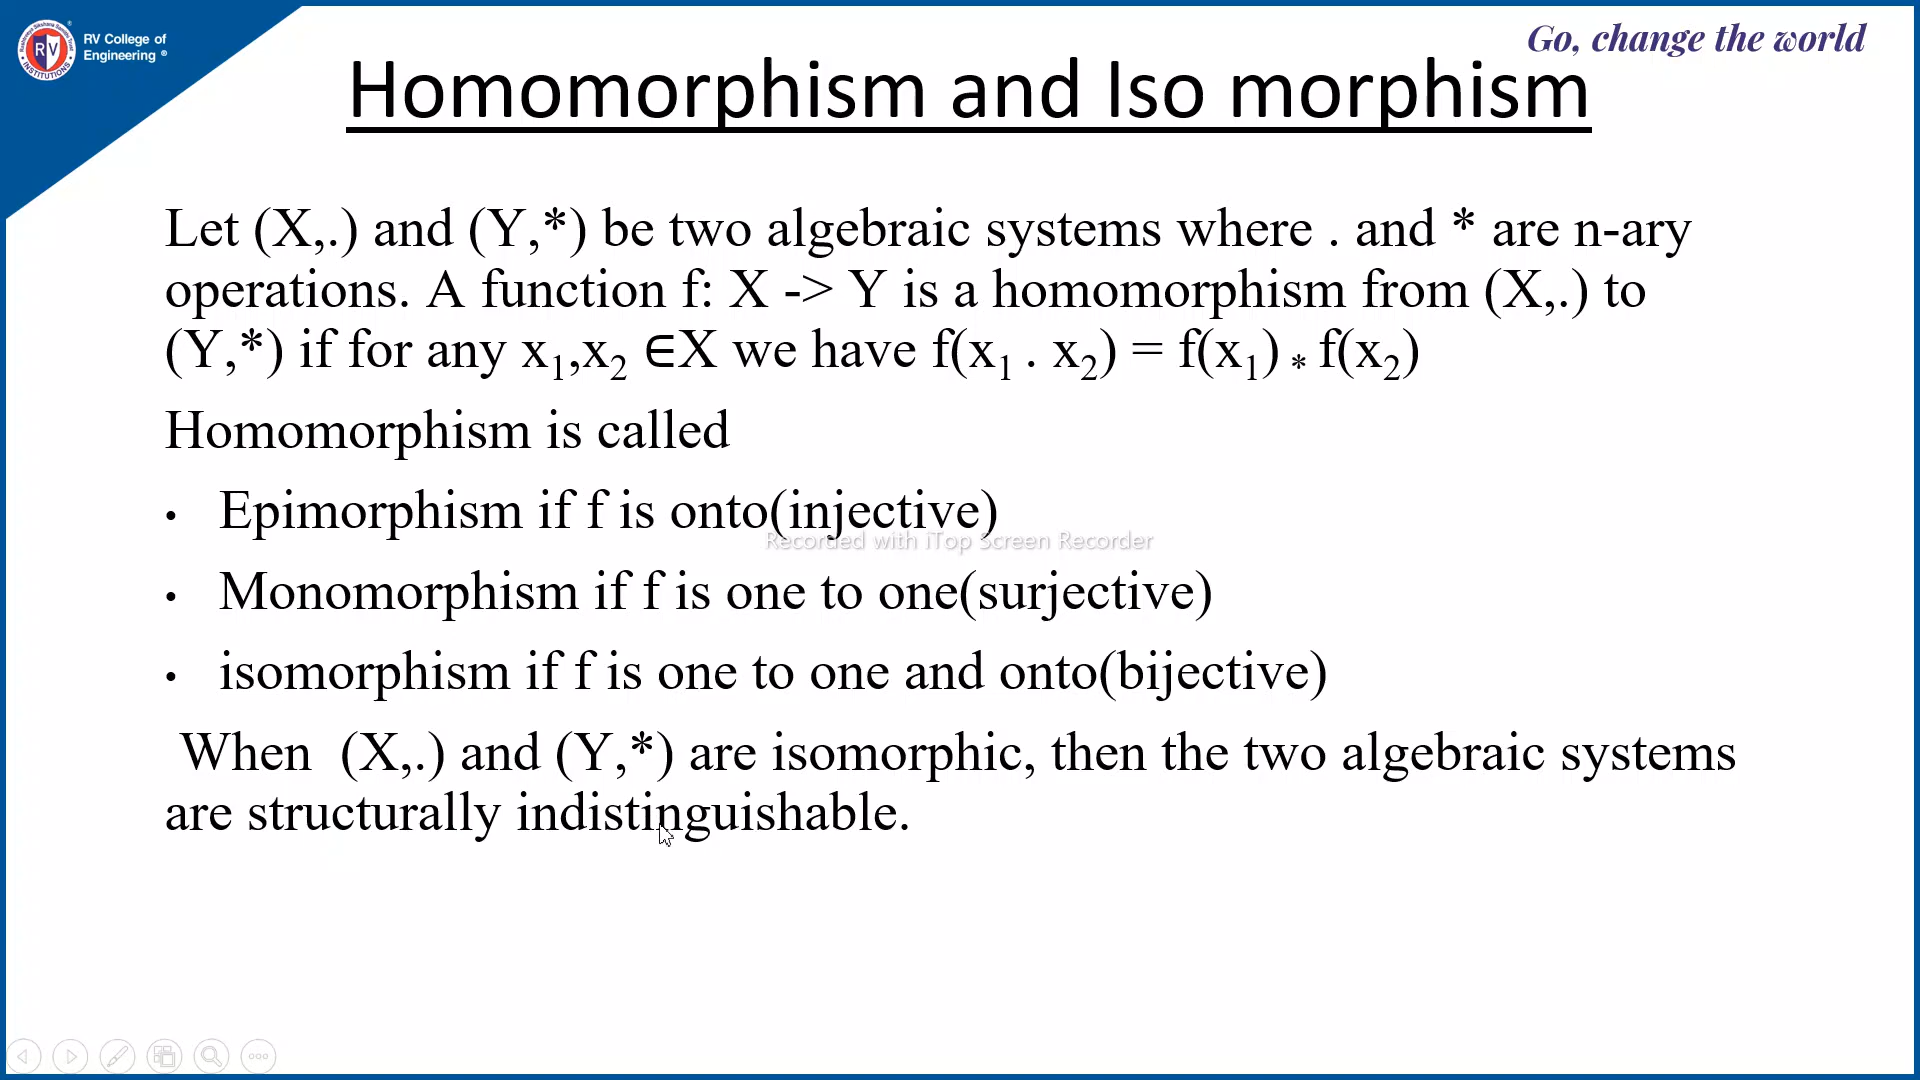 RV College of
Engineering ®
Go, change the world
Homomorphism and Iso morphism
Let (X,.) and (Y,*) be two algebraic systems where . and * are n-ary
operations. A function f: X -> Y is a homomorphism from (X,.) to
(Y,*) if for any x₁,x₂ ∈X we have f(x₁ . x₂) = f(x₁) * f(x₂)
Homomorphism is called
• Epimorphism if f is onto(injective)
Recorded with iTop Screen Recorder
• Monomorphism if f is one to one(surjective)
• isomorphism if f is one to one and onto(bijective)
When (X,.) and (Y,*) are isomorphic, then the two algebraic systems
are structurally indistinguishable.
RV
INSTITUTIONS